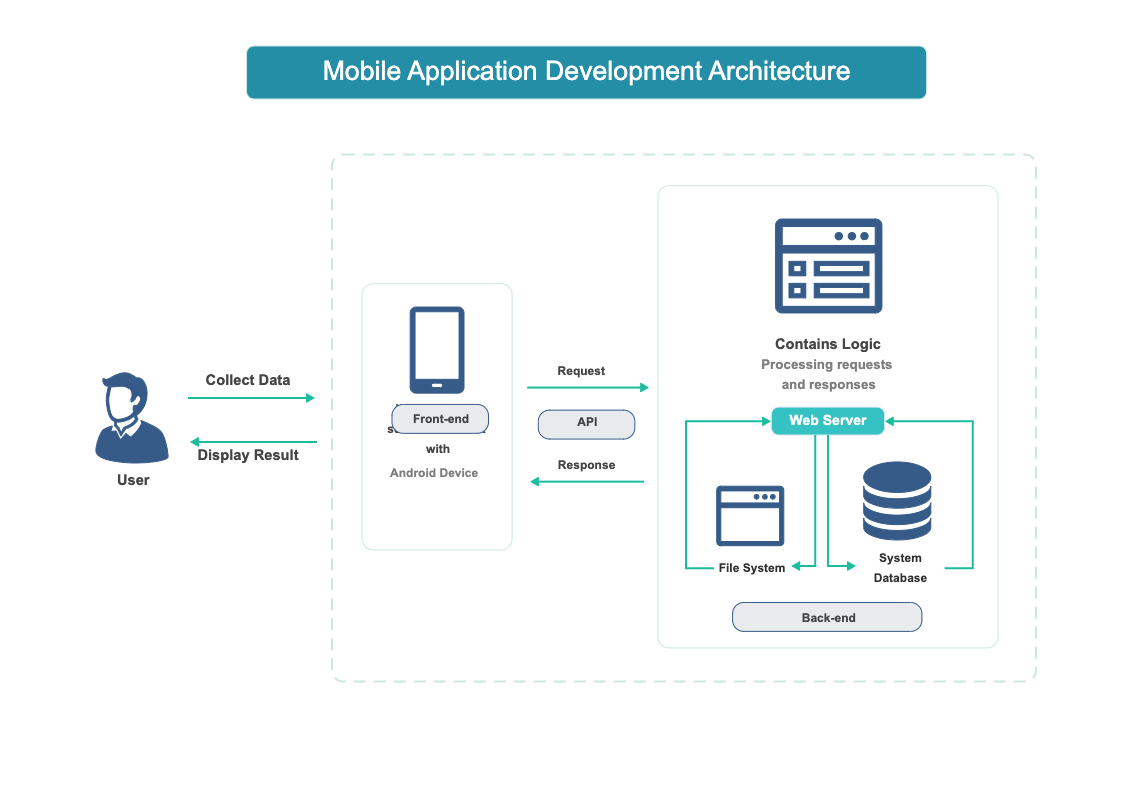 Mobile Application Development Architecture
Collect Data
Display Result
User
Front-end
with
Android Device
Request
API
Response
Contains Logic
Processing requests
and responses
Web Server
File System
System
Database
Back-end